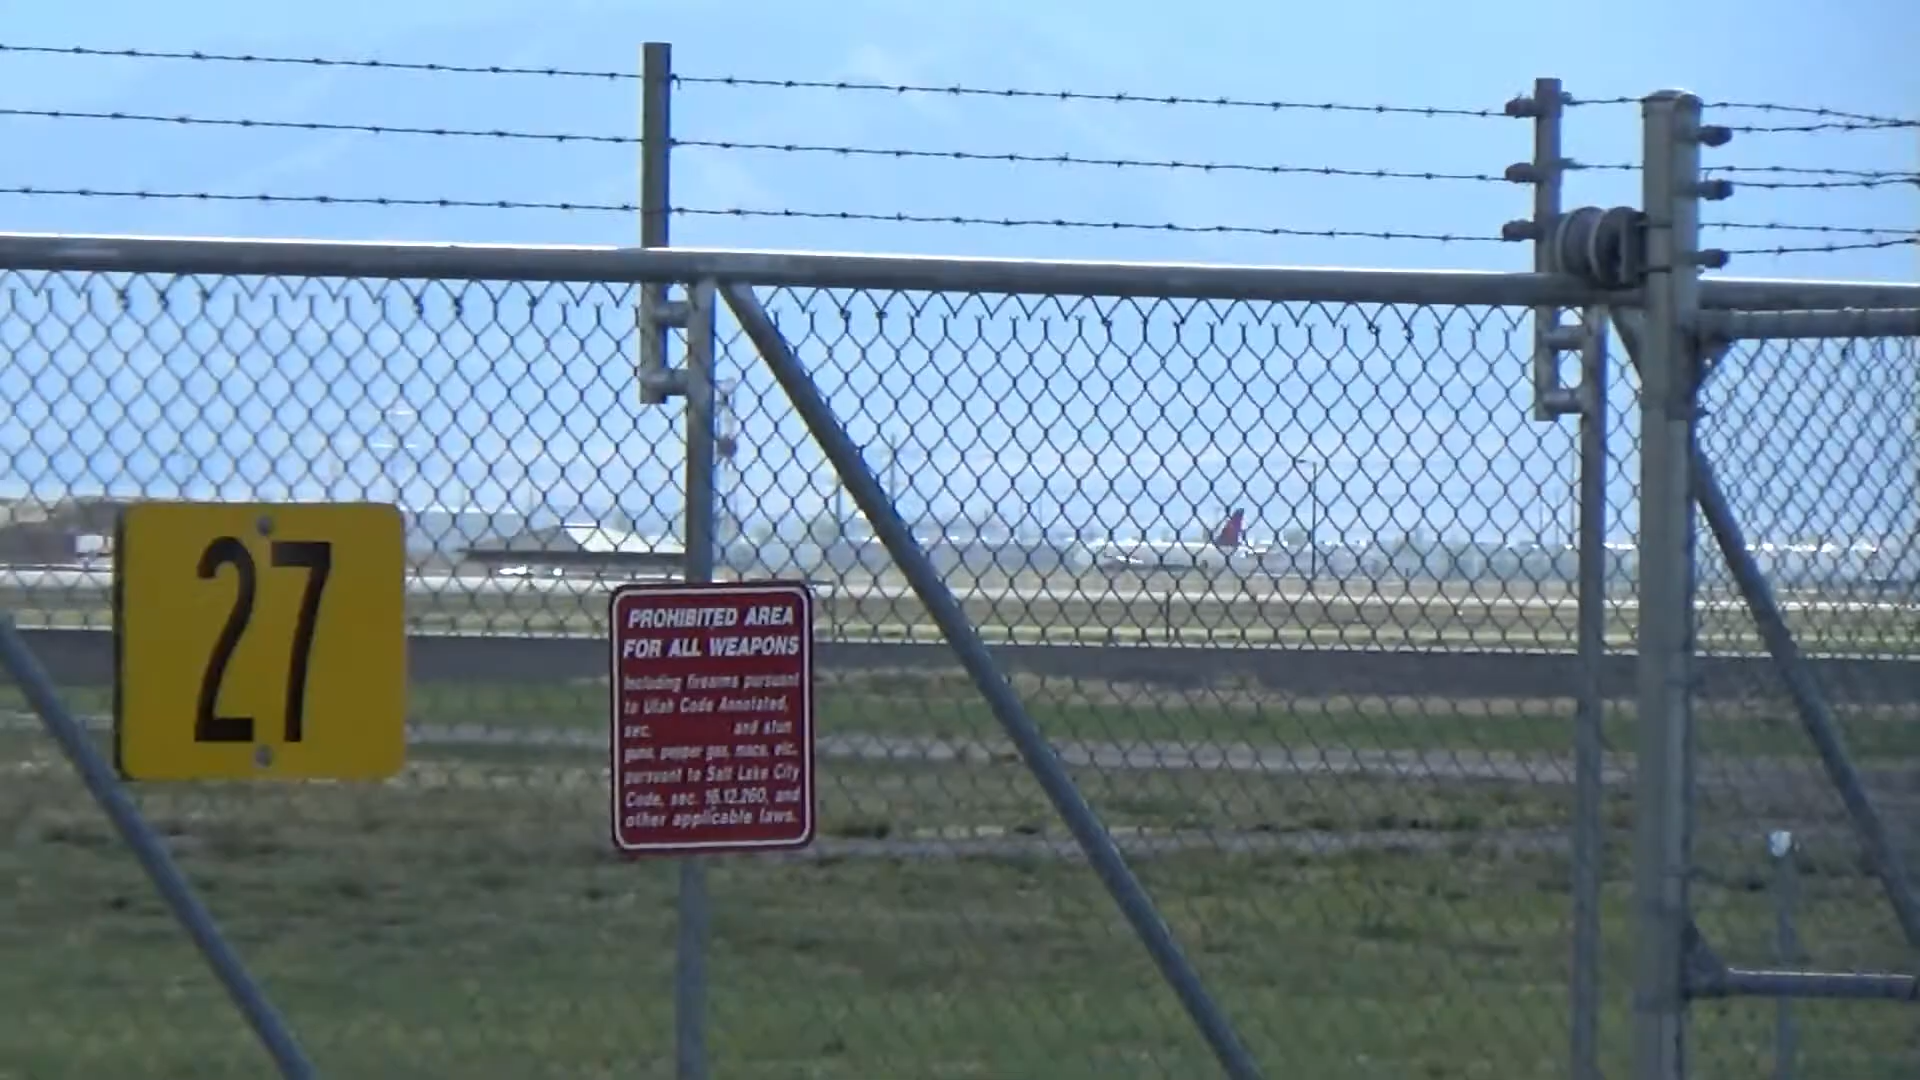 27
PROHIBITED AREA
FOR ALL WEAPONS
Including firearms pursuant
to Utah Code Annotated,
sec. and stun
guns, pepper gas, mace, etc.
pursuant to Salt Lake City
Code, sec. 16.12.260, and
other applicable laws.